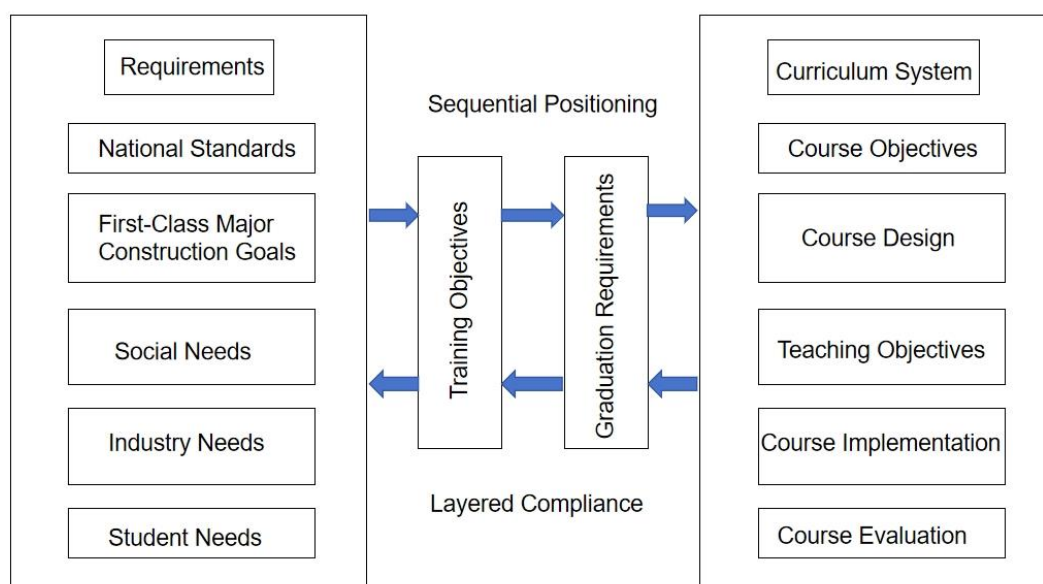 Requirements
National Standards
First-Class Major
Construction Goals
Social Needs
Industry Needs
Student Needs
Sequential Positioning
Training Objectives
Graduation Requirements
Layered Compliance
Curriculum System
Course Objectives
Course Design
Teaching Objectives
Course Implementation
Course Evaluation